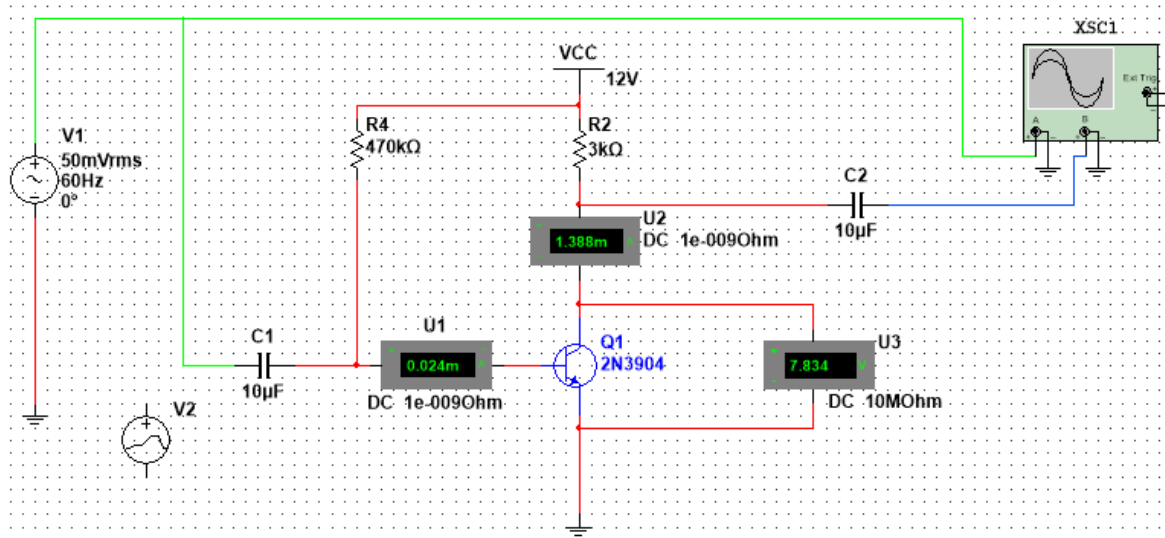 XSC1
Ext Trig
+
-
A
B
+ -
+ -
VCC
12V
R4
470kΩ
R2
3kΩ
V1
50mVrms
60Hz
0°
C2
10µF
U2
1.388m
DC 1e-009Ohm
C1
10µF
U1
0.024m
DC 1e-009Ohm
Q1
2N3904
U3
7.834 V
DC 10MOhm
V2